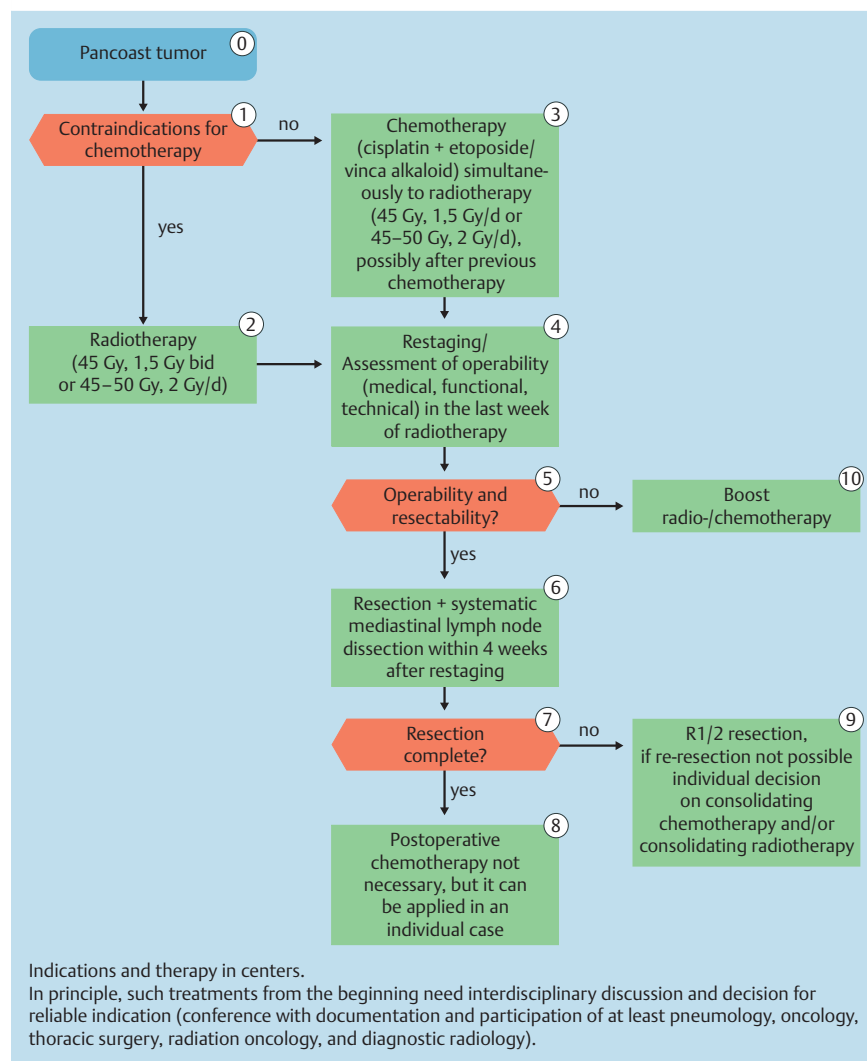 Pancoast tumor
0
Contraindications for
chemotherapy
1
no
yes
Radiotherapy
(45 Gy, 1,5 Gy bid
or 45–50 Gy, 2 Gy/d)
2
Chemotherapy
(cisplatin + etoposide/
vinca alkaloid) simultane-
ously to radiotherapy
(45 Gy, 1,5 Gy/d or
45–50 Gy, 2 Gy/d),
possibly after previous
chemotherapy
3
Restaging/
Assessment of operability
(medical, functional,
technical) in the last week
of radiotherapy
4
Operability and
resectability?
5
no
Boost
radio-/chemotherapy
10
yes
Resection + systematic
mediastinal lymph node
dissection within 4 weeks
after restaging
6
Resection
complete?
7
no
R1/2 resection,
if re-resection not possible
individual decision
on consolidating
chemotherapy and/or
consolidating radiotherapy
9
yes
Postoperative
chemotherapy not
necessary, but it can
be applied in an
individual case
8
Indications and therapy in centers.
In principle, such treatments from the beginning need interdisciplinary discussion and decision for
reliable indication (conference with documentation and participation of at least pneumology, oncology,
thoracic surgery, radiation oncology, and diagnostic radiology).